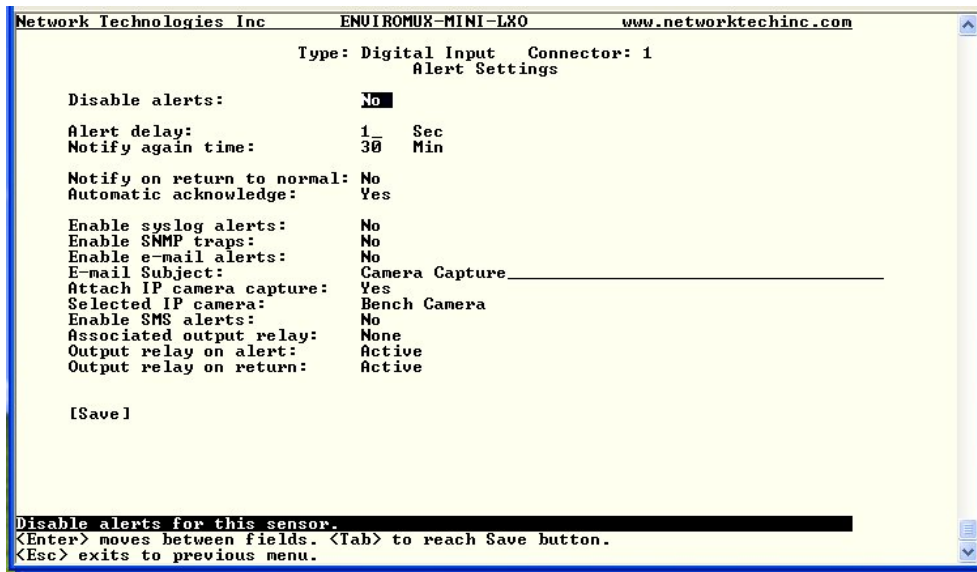 Network Technologies Inc ENVIROMUX-MINI-LXO www.networktechinc.com
Type: Digital Input Connector: 1
Alert Settings
Disable alerts: No
Alert delay: 1_ Sec
Notify again time: 30 Min
Notify on return to normal: No
Automatic acknowledge: Yes
Enable syslog alerts: No
Enable SNMP traps: No
Enable e-mail alerts: No
E-mail Subject: Camera Capture
Attach IP camera capture: Yes
Selected IP camera: Bench Camera
Enable SMS alerts: No
Associated output relay: None
Output relay on alert: Active
Output relay on return: Active
[Save]
Disable alerts for this sensor.
<Enter> moves between fields. <Tab> to reach Save button.
<Esc> exits to previous menu.